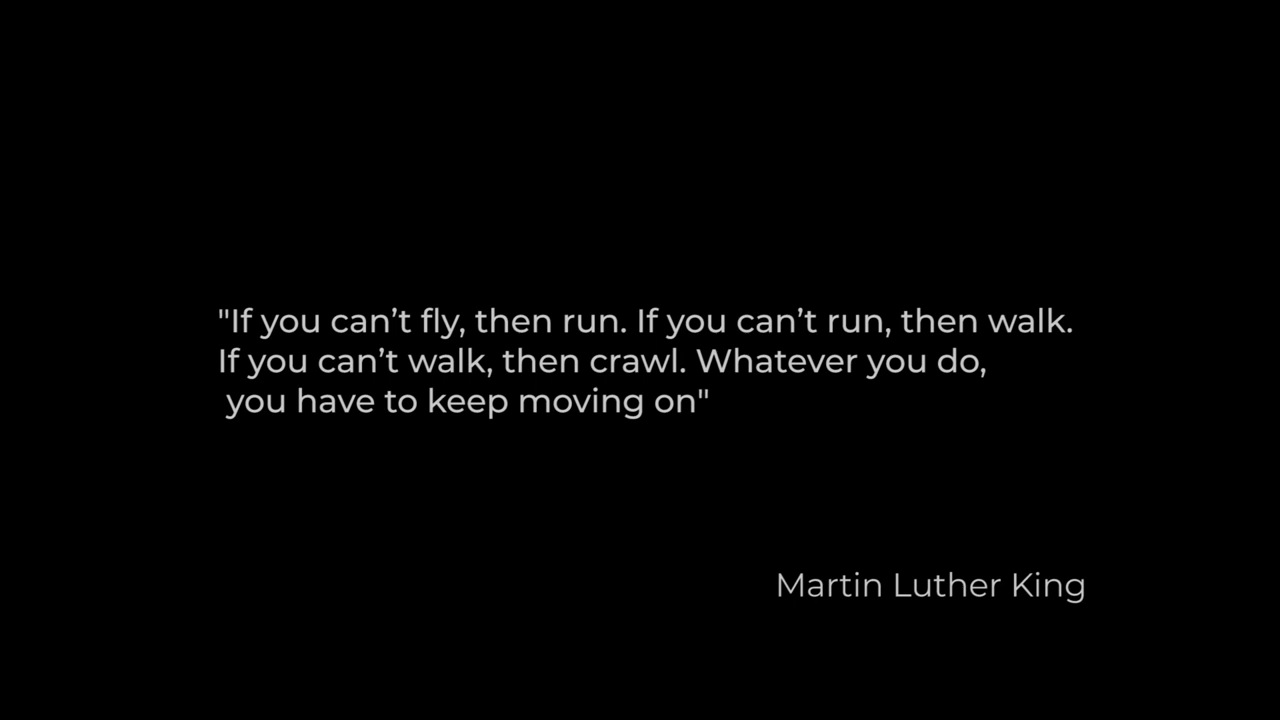 "If you can’t fly, then run. If you can’t run, then walk.
If you can’t walk, then crawl. Whatever you do,
you have to keep moving on"
Martin Luther King